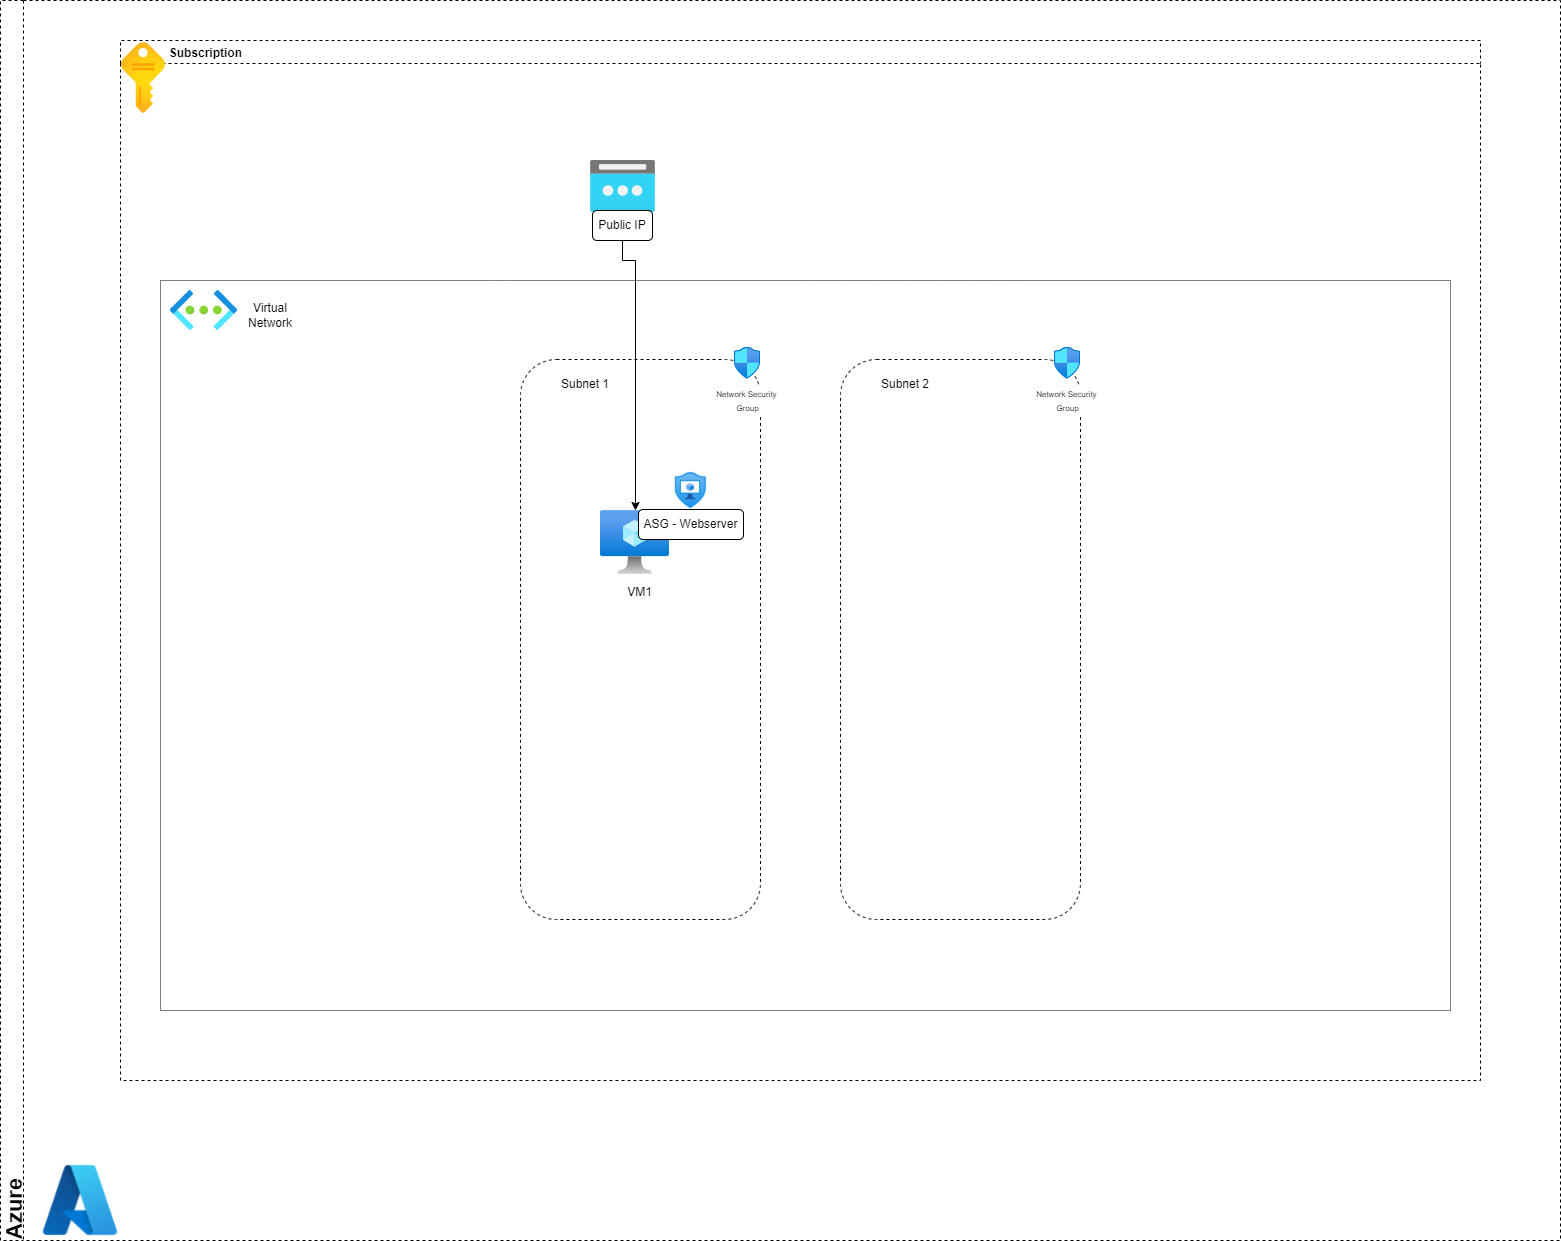 Subscription
Public IP
Virtual
Network
Subnet 1
Network Security
Group
Subnet 2
Network Security
Group
ASG - Webserver
VM1
Azure